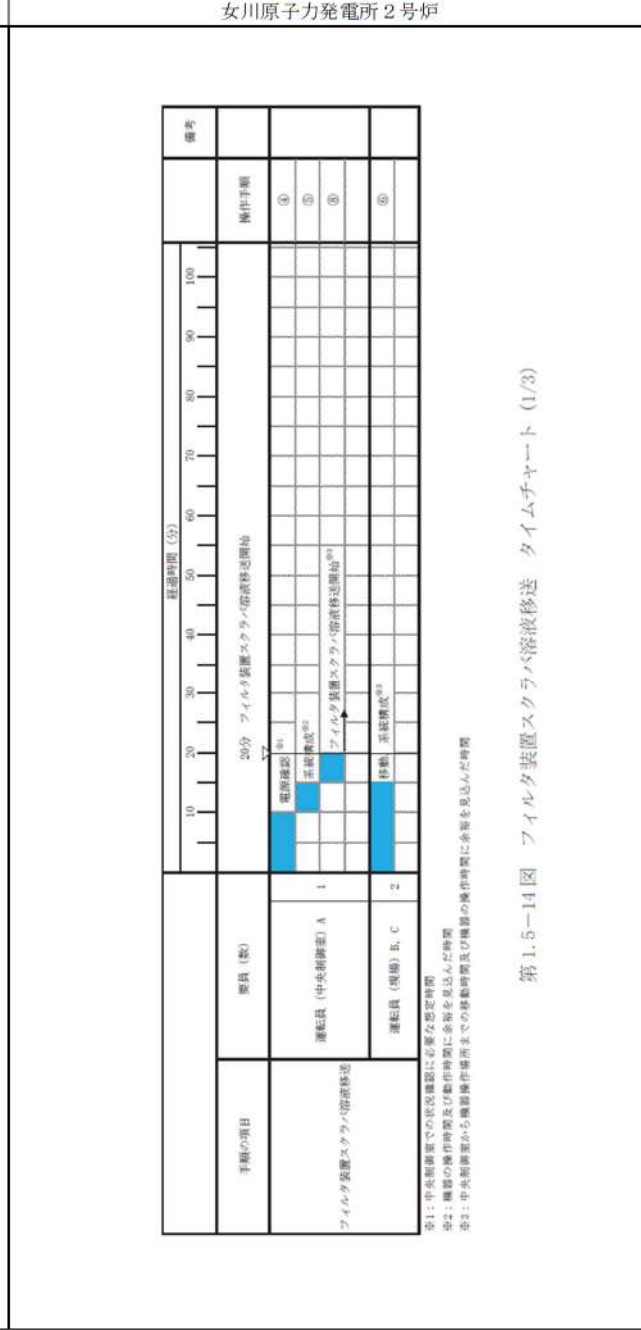 女川原子力発電所２号炉
経過時間（分）
備考
10 20 30 40 50 60 70 80 90 100
手順の項目
要員（数）
20分 フィルタ装置スクラバ溶液移送開始
操作手順
フィルタ装置スクラバ溶液移送
運転員（中央制御室）A
1
電源確認※1
④
系統構成※2
⑤
フィルタ装置スクラバ溶液移送開始※3
⑧
運転員（現場）B，C
2
移動，系統構成※3
⑥
※1：中央制御室での状況確認に必要な想定時間
※2：機器の操作時間及び動作時間に余裕を見込んだ時間
※3：中央制御室から機器操作場所までの移動時間及び機器の操作時間に余裕を見込んだ時間
第1.5－14図 フィルタ装置スクラバ溶液移送 タイムチャート（1/3）